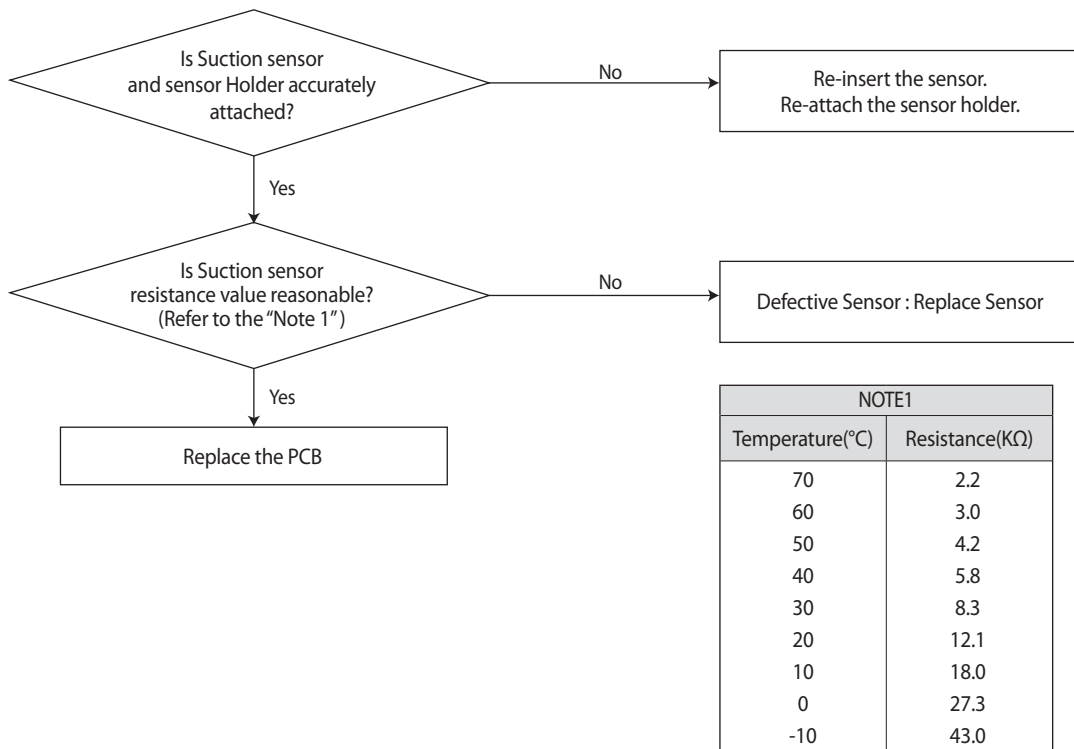 Is Suction sensor
and sensor Holder accurately
attached?
No
Re-insert the sensor.
Re-attach the sensor holder.
Yes
Is Suction sensor
resistance value reasonable?
(Refer to the “Note 1”)
No
Defective Sensor : Replace Sensor
Yes
Replace the PCB
NOTE1
Temperature(°C) Resistance(KΩ)
70 2.2
60 3.0
50 4.2
40 5.8
30 8.3
20 12.1
10 18.0
0 27.3
-10 43.0